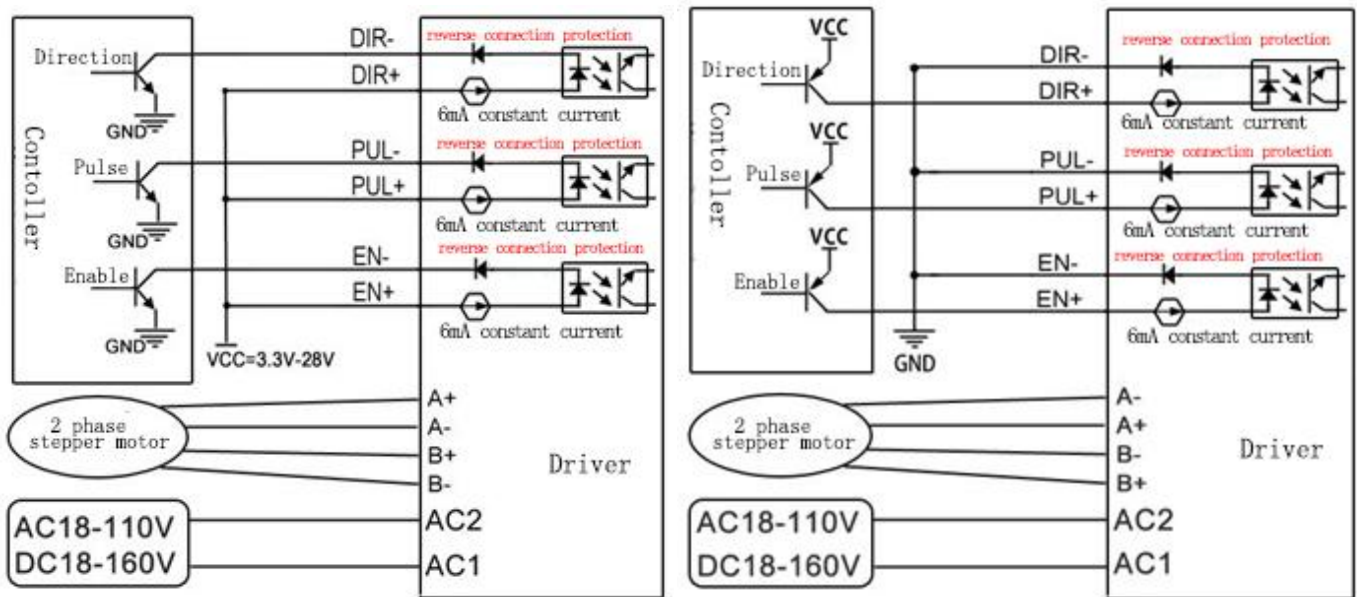 DIR-
reverse connection protection
Direction
DIR+
GND
6mA constant current
Contoller
PUL-
reverse connection protection
Pulse
PUL+
GND
6mA constant current
EN-
reverse connection protection
Enable
EN+
GND
6mA constant current
VCC=3.3V-28V
A+
2 phase
stepper motor
A-
B+
Driver
B-
AC18-110V
AC2
DC18-160V
AC1
VCC
reverse connection protection
DIR-
Direction
DIR+
6mA constant current
Controller
VCC
reverse connection protection
PUL-
Pulse
PUL+
6mA constant current
VCC
reverse connection protection
EN-
Enable
EN+
6mA constant current
GND
A-
2 phase
stepper motor
A+
B-
Driver
B+
AC18-110V
AC2
DC18-160V
AC1